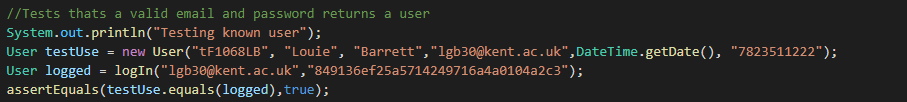 //Tests thats a valid email and password returns a user
System.out.println("Testing known user");
User testUse = new User("tF1068LB", "Louie", "Barrett","lgb30@kent.ac.uk",DateTime.getDate(), "7823511222");
User logged = logIn("lgb30@kent.ac.uk","849136ef25a5714249716a4a0104a2c3");
assertEquals(testUse.equals(logged),true);